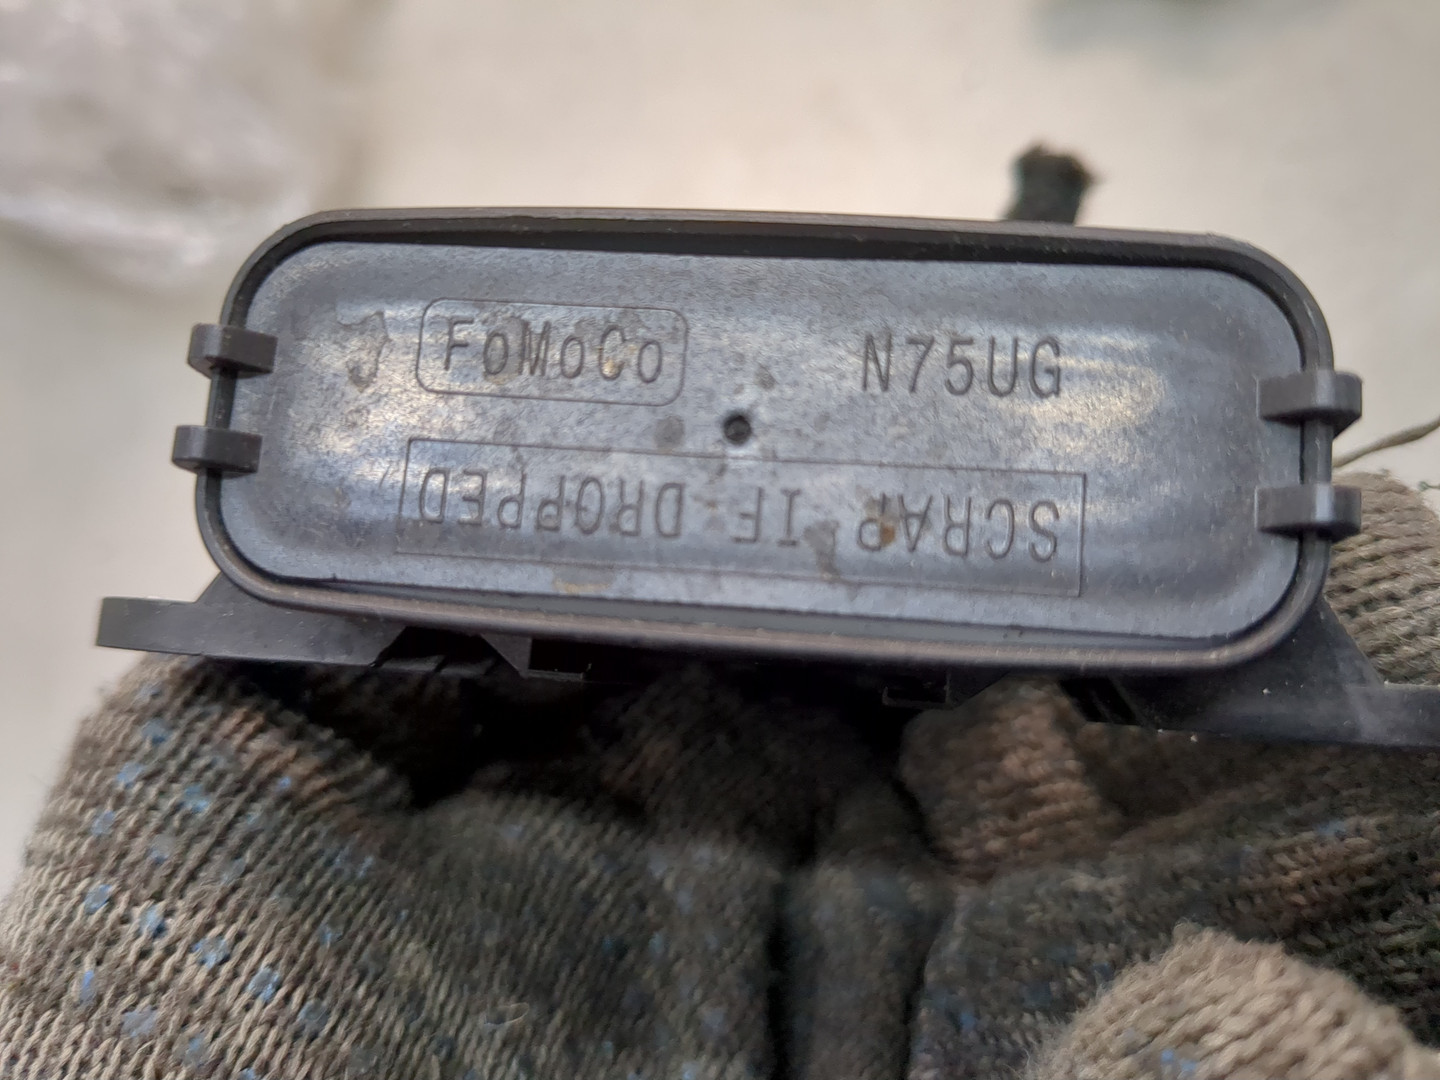 FoMoCo
N75UG
SCRAP IF DROPPED